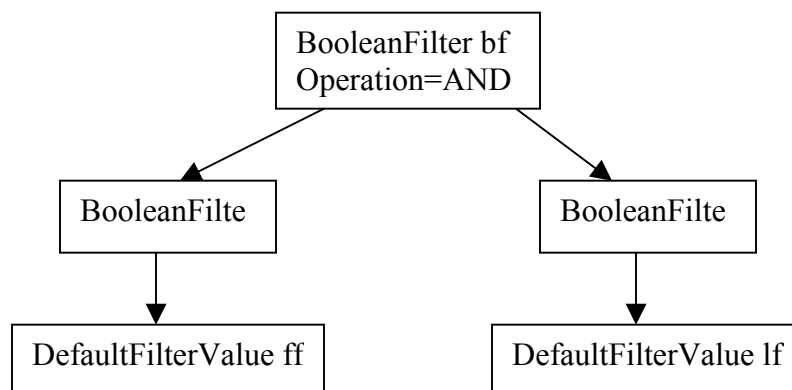 BooleanFilter bf
Operation=AND
BooleanFilte
BooleanFilte
DefaultFilterValue ff
DefaultFilterValue lf